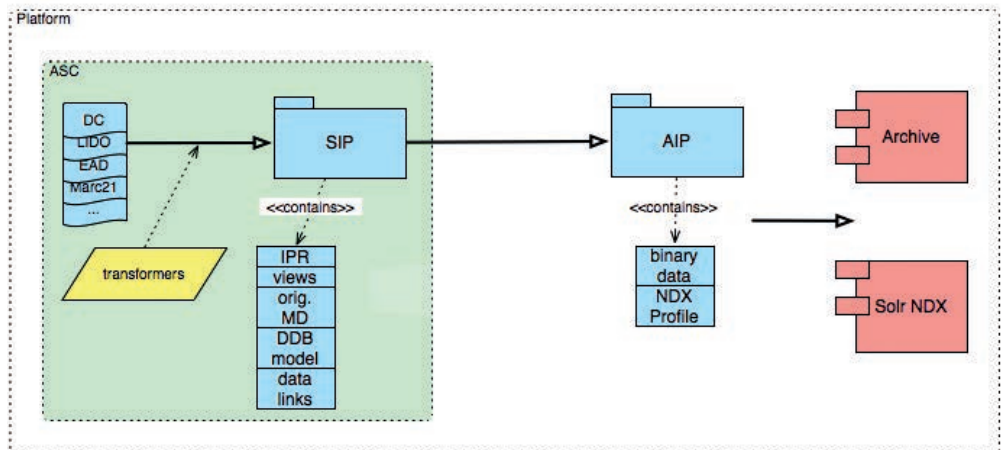 Platform
ASC
DC
LIDO
EAD
Marc21
...
transformers
SIP
<<contains>>
IPR
views
orig.
MD
DDB
model
data
links
AIP
<<contains>>
binary
data
NDX
Profile
Archive
Solr NDX